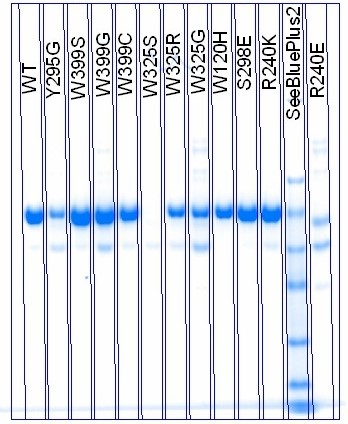 WT
Y295G
W399S
W399G
W399C
W325S
W325R
W325G
W120H
S298E
R240K
SeeBluePlus2
R240E